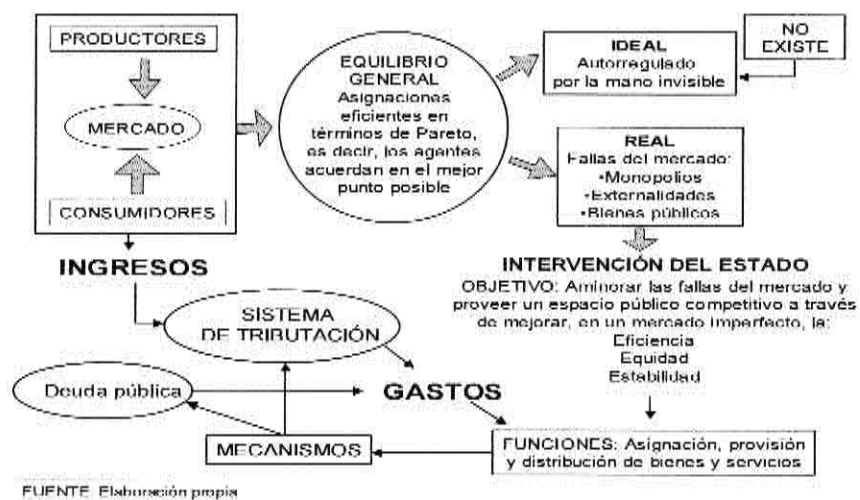 PRODUCTORES
MERCADO
CONSUMIDORES
EQUILIBRIO
GENERAL
Asignaciones
eficientes en
términos de Pareto,
es decir, los agentes
acuerdan en el mejor
punto posible
IDEAL
Autorregulado
por la mano invisible
NO
EXISTE
REAL
Fallas del mercado:
•Monopolios
•Externalidades
•Bienes públicos
INGRESOS
SISTEMA
DE TRIBUTACIÓN
Deuda pública
GASTOS
MECANISMOS
INTERVENCIÓN DEL ESTADO
OBJETIVO: Aminorar las fallas del mercado y
proveer un espacio público competitivo a través
de mejorar, en un mercado imperfecto, la:
Eficiencia
Equidad
Estabilidad
FUNCIONES: Asignación, provisión
y distribución de bienes y servicios
FUENTE: Elaboración propia